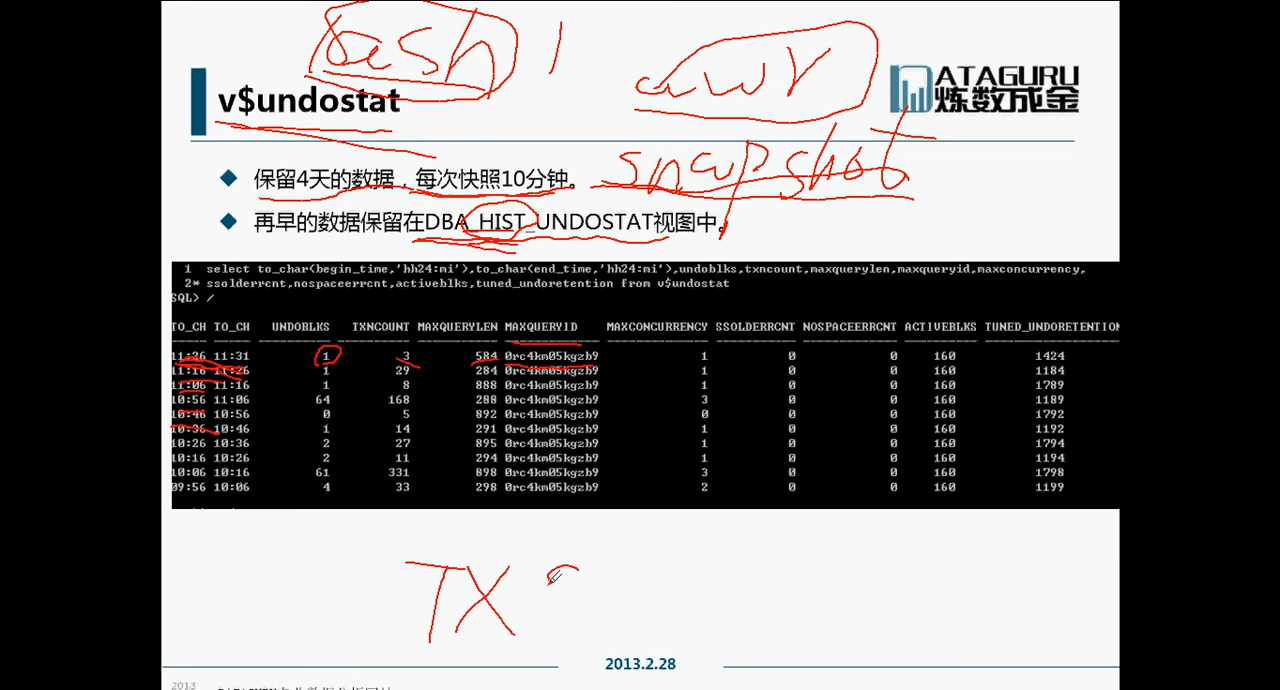 ash
awr
v$undostat
ATAGURU
炼数成金
snapshot
保留4天的数据，每次快照10分钟。
再早的数据保留在DBA_HIST_UNDOSTAT视图中。
1 select to_char(begin_time,'hh24:mi'),to_char(end_time,'hh24:mi'),undoblks,txncount,maxquerylen,maxqueryid,maxconcurrency,
2* ssolderrcnt,nospaceerrcnt,activeblks,tuned_undoretention from v$undostat
SQL> /
TO_CH TO_CH UNDOBLKS TXNCOUNT MAXQUERYLEN MAXQUERYID MAXCONCURRENCY SSOLDERRCNT NOSPACEERRCNT ACTIVEBLKS TUNED_UNDORETENTION
11:26 11:31 1 3 584 0rc4km05kgzb9 1 0 0 160 1424
11:16 11:26 1 29 284 0rc4km05kgzb9 1 0 0 160 1184
11:06 11:16 1 8 888 0rc4km05kgzb9 1 0 0 160 1789
10:56 11:06 64 168 288 0rc4km05kgzb9 3 0 0 160 1189
10:46 10:56 0 5 892 0rc4km05kgzb9 0 0 0 160 1792
10:36 10:46 1 14 291 0rc4km05kgzb9 1 0 0 160 1192
10:26 10:36 2 27 895 0rc4km05kgzb9 1 0 0 160 1794
10:16 10:26 2 11 294 0rc4km05kgzb9 1 0 0 160 1194
10:06 10:16 61 331 898 0rc4km05kgzb9 3 0 0 160 1798
09:56 10:06 4 33 298 0rc4km05kgzb9 2 0 0 160 1199
TX
2013.2.28
2013